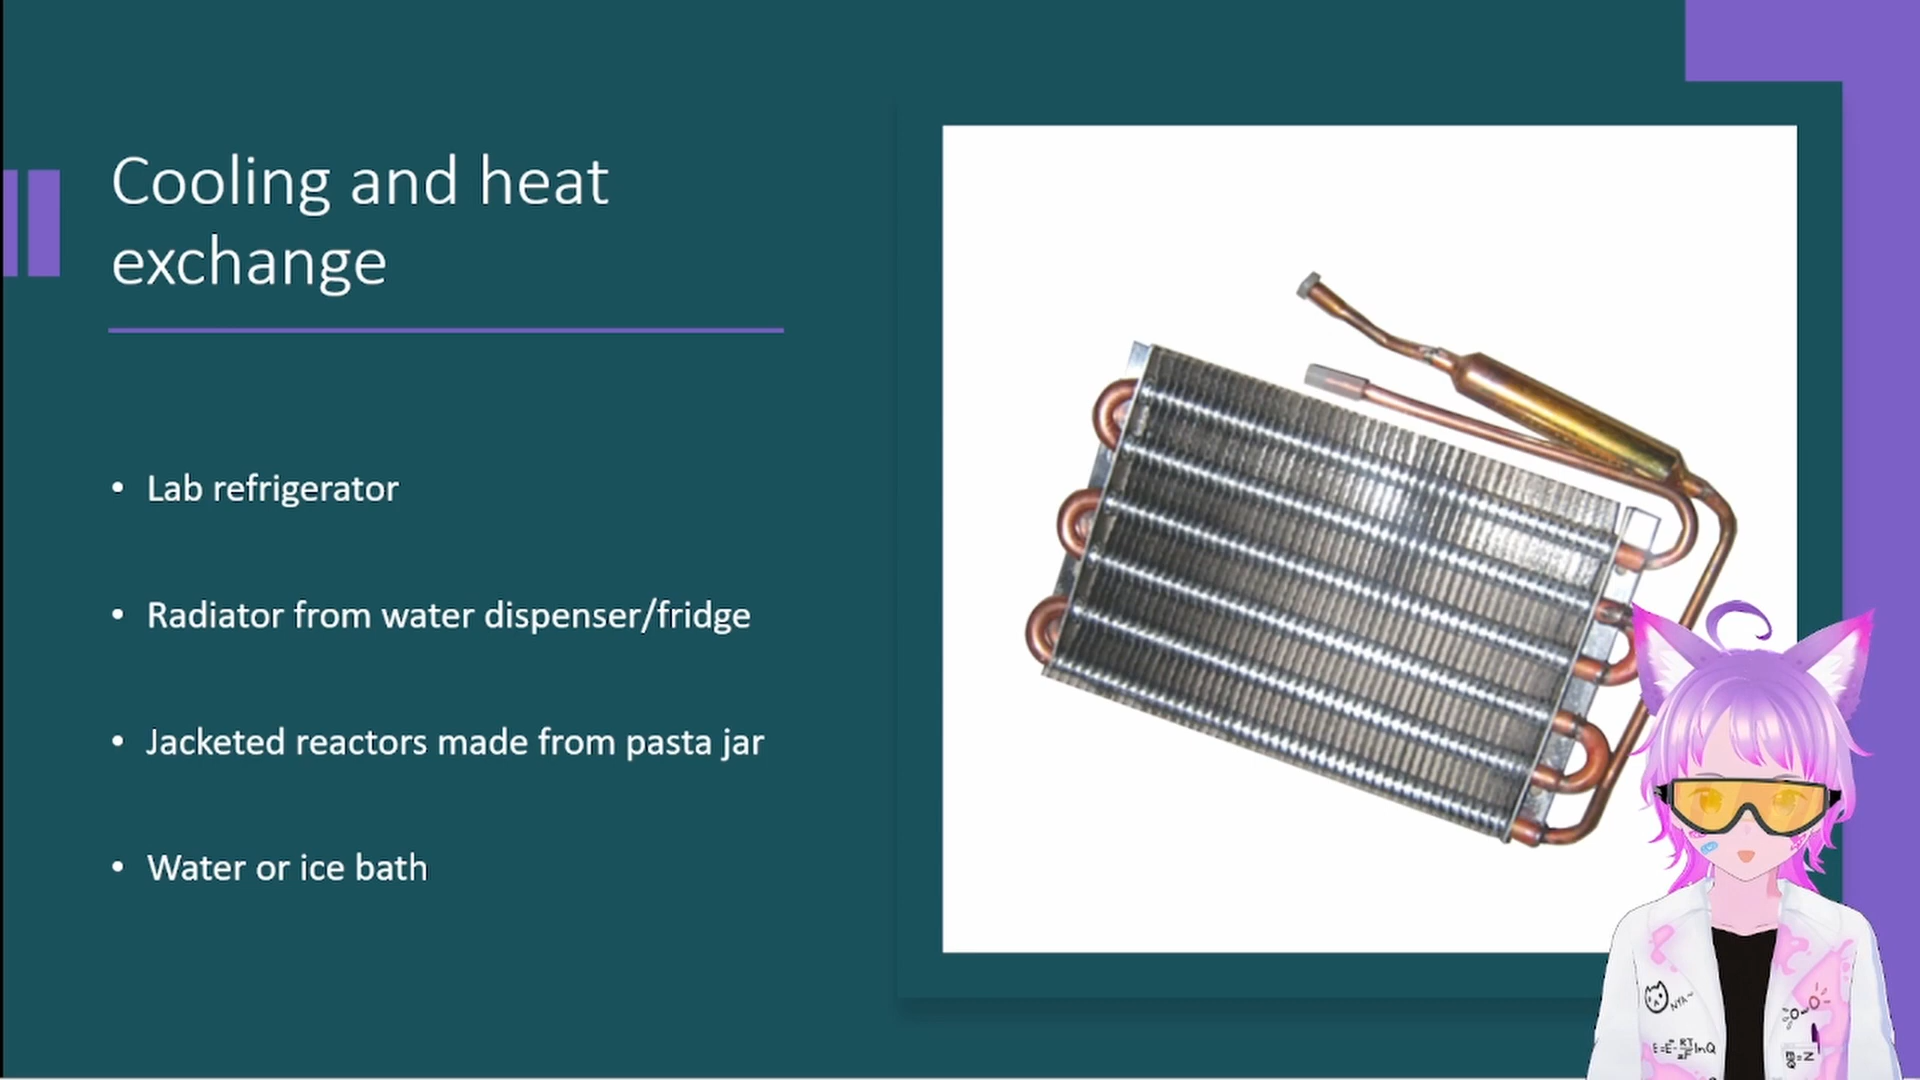 Cooling and heat
exchange
• Lab refrigerator
• Radiator from water dispenser/fridge
• Jacketed reactors made from pasta jar
• Water or ice bath
NYA~